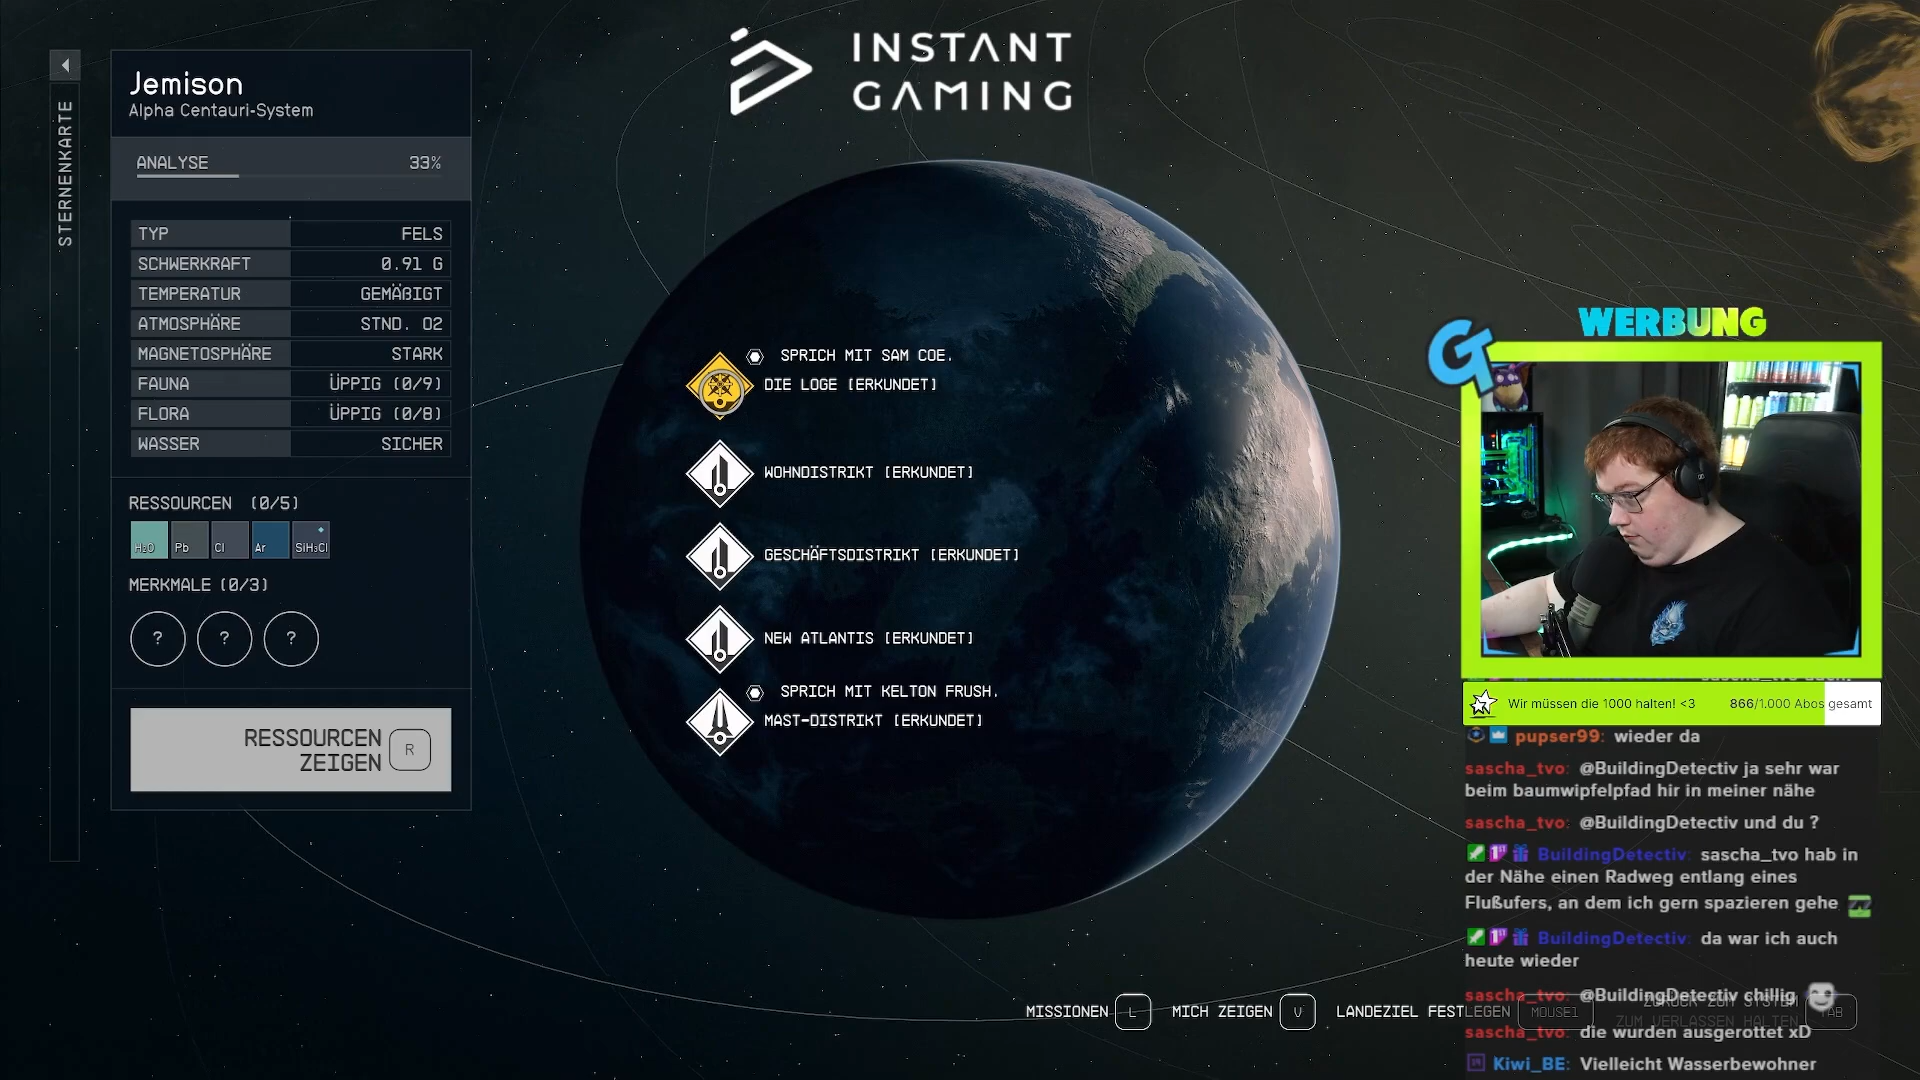 INSTANT
GAMING
STERNENKARTE
Jemison
Alpha Centauri-System
ANALYSE 33%
TYP FELS
SCHWERKRAFT 0.91 G
TEMPERATUR GEMÄßIGT
ATMOSPHÄRE STND. O2
MAGNETOSPHÄRE STARK
FAUNA ÜPPIG (0/9)
FLORA ÜPPIG (0/8)
WASSER SICHER
RESSOURCEN (0/5)
H2O Pb Cl Ar SiH3Cl
MERKMALE (0/3)
? ? ?
RESSOURCEN
ZEIGEN R
SPRICH MIT SAM COE.
DIE LOGE [ERKUNDET]
WOHNDISTRIKT [ERKUNDET]
GESCHÄFTSDISTRIKT [ERKUNDET]
NEW ATLANTIS [ERKUNDET]
SPRICH MIT KELTON FRUSH.
MAST-DISTRIKT [ERKUNDET]
WERBUNG
G
Wir müssen die 1000 halten! <3 866/1.000 Abos gesamt
pupser99: wieder da
sascha_tvo: @BuildingDetectiv ja sehr war
beim baumwipfelpfad hir in meiner nähe
sascha_tvo: @BuildingDetectiv und du ?
BuildingDetectiv: sascha_tvo hab in
der Nähe einen Radweg entlang eines
Flußufers, an dem ich gern spazieren gehe
BuildingDetectiv: da war ich auch
heute wieder
sascha_tvo: @BuildingDetectiv chillig
sascha_tvo: die wurden ausgerottet xD
Kiwi_BE: Vielleicht Wasserbewohner
MISSIONEN L MICH ZEIGEN V LANDEZIEL FESTLEGEN MOUSE1 ZURÜCK ZUM SYSTEM
ZUM VERLASSEN HALTEN TAB